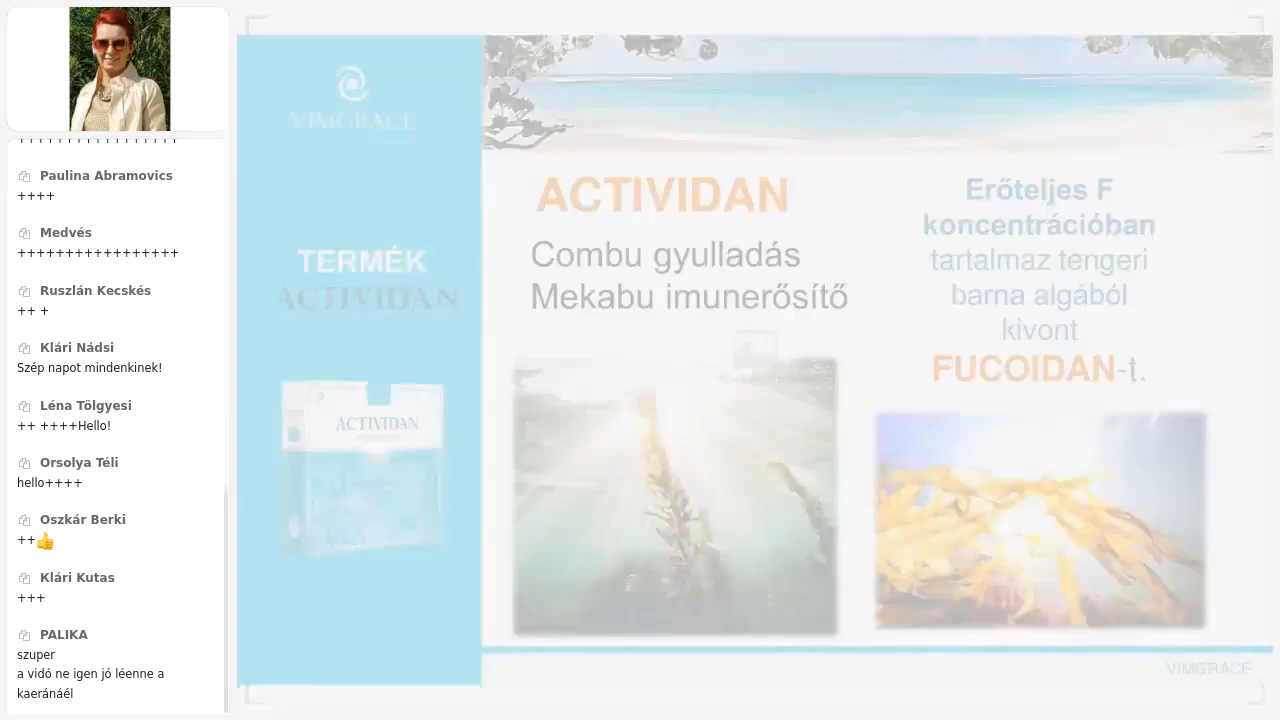 ++++++++++++++++
Paulina Abramovics
++++
Medvés
++++++++++++++++
Ruszlán Kecskés
++ +
Klári Nádsi
Szép napot mindenkinek!
Léna Tölgyesi
++ ++++Hello!
Orsolya Téli
hello++++
Oszkár Berki
++👍
Klári Kutas
+++
PALIKA
szuper
a vidó ne igen jó léenne a
kaeránáél
VIMGRACE
TERMÉK
ACTIVIDAN
ACTIVIDAN
ACTIVIDAN
Combu gyulladás
Mekabu imunerősítő
Erőteljes F
koncentrációban
tartalmaz tengeri
barna algából
kivont
FUCOIDAN-t.
VIMGRACE